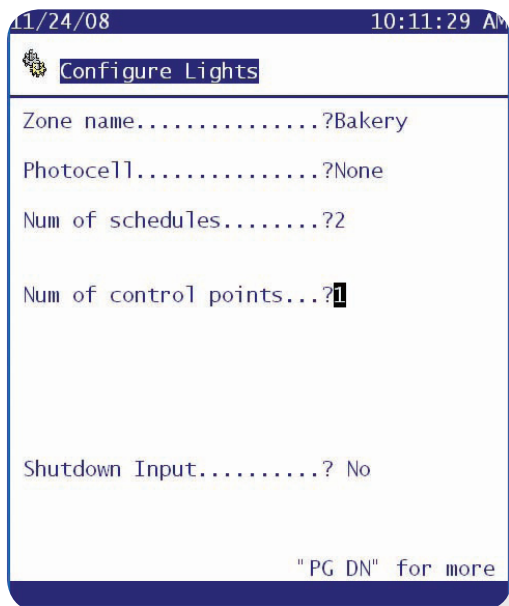 11/24/08 10:11:29 AM
Configure Lights
Zone name...............?Bakery
Photocell...............?None
Num of schedules........?2
Num of control points...?1
Shutdown Input..........? No
"PG DN" for more